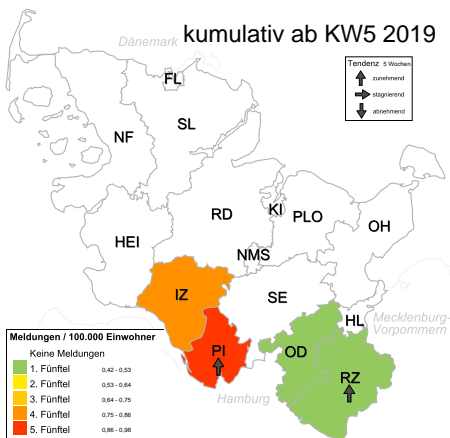 kumulativ ab KW5 2019
Dänemark
Tendenz 5 Wochen
zunehmend
stagnierend
abnehmend
FL
SL
NF
RD
KI
PLO
OH
HEI
NMS
IZ
SE
HL
Mecklenburg-
Vorpommern
PI
OD
RZ
Hamburg
Meldungen / 100.000 Einwohner
Keine Meldungen
1. Fünftel 0,42 - 0,53
2. Fünftel 0,53 - 0,64
3. Fünftel 0,64 - 0,75
4. Fünftel 0,75 - 0,86
5. Fünftel 0,86 - 0,98